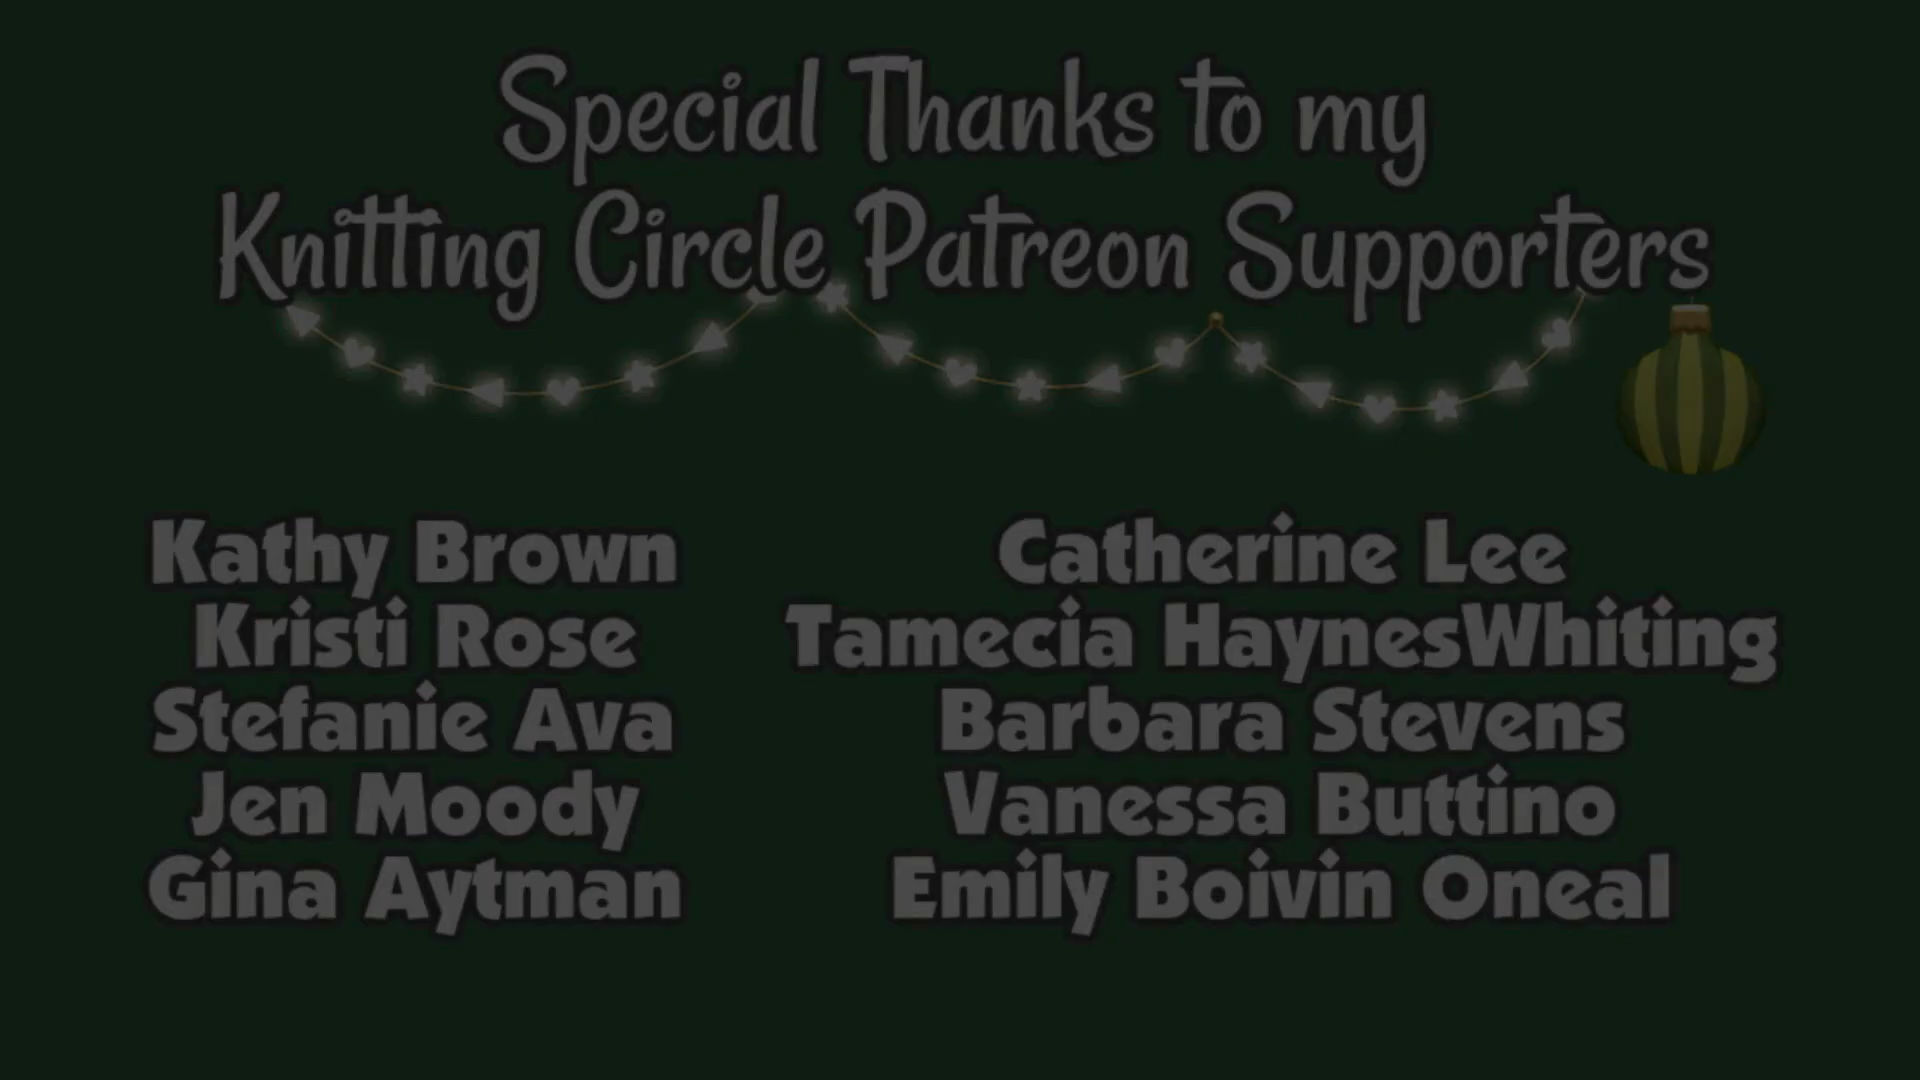 Special Thanks to my
Knitting Circle Patreon Supporters
Kathy Brown
Kristi Rose
Stefanie Ava
Jen Moody
Gina Aytman
Catherine Lee
Tamecia HaynesWhiting
Barbara Stevens
Vanessa Buttino
Emily Boivin Oneal